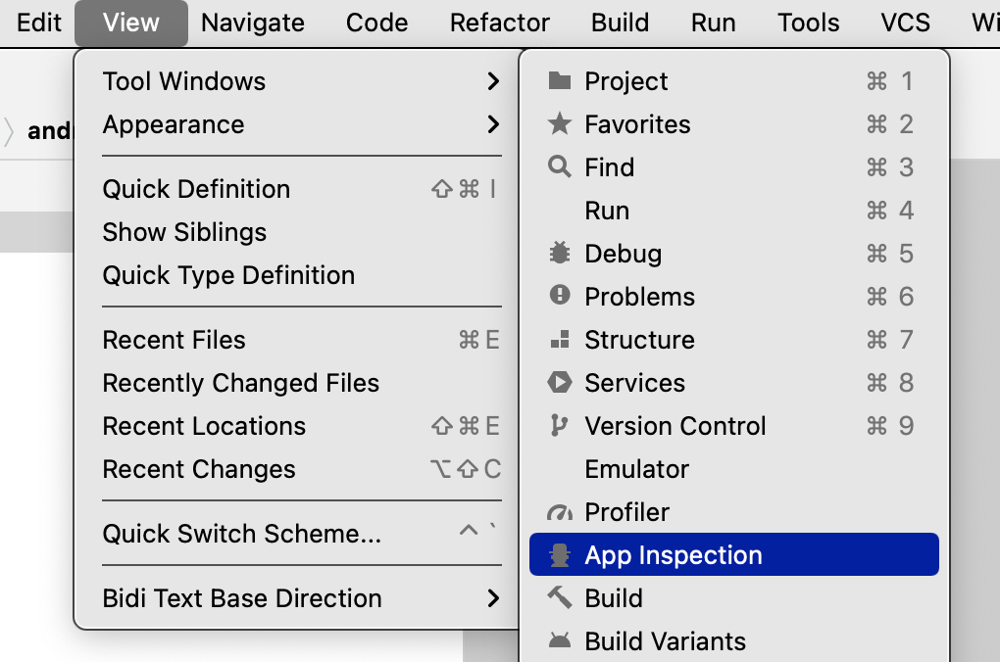 Edit View Navigate Code Refactor Build Run Tools VCS Wi
and
Tool Windows
Appearance
Quick Definition ⇧⌘ I
Show Siblings
Quick Type Definition
Recent Files ⌘E
Recently Changed Files
Recent Locations ⇧⌘E
Recent Changes ⌥⇧C
Quick Switch Scheme... ^ `
Bidi Text Base Direction
Project ⌘ 1
Favorites ⌘ 2
Find ⌘ 3
Run ⌘ 4
Debug ⌘ 5
Problems ⌘ 6
Structure ⌘ 7
Services ⌘ 8
Version Control ⌘ 9
Emulator
Profiler
App Inspection
Build
Build Variants